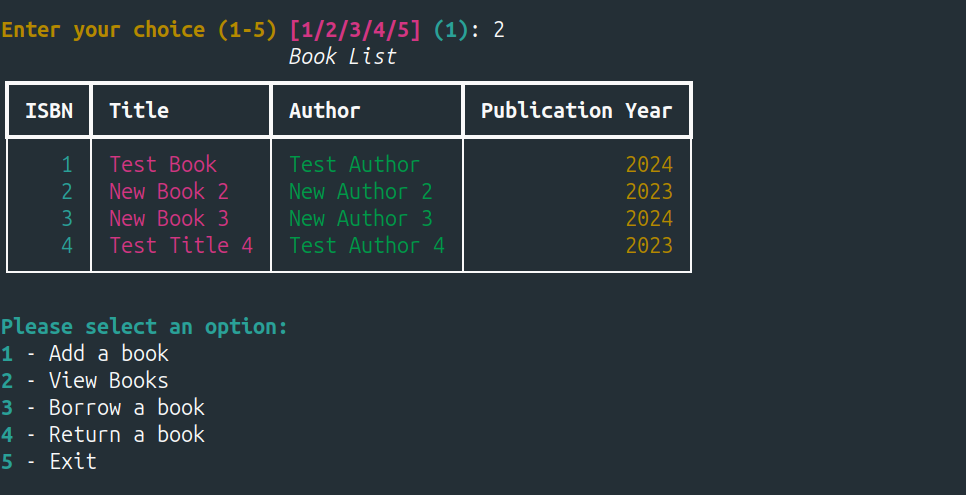 Enter your choice (1-5) [1/2/3/4/5] (1): 2
Book List
ISBN Title Author Publication Year
1 Test Book Test Author 2024
2 New Book 2 New Author 2 2023
3 New Book 3 New Author 3 2024
4 Test Title 4 Test Author 4 2023
Please select an option:
1 - Add a book
2 - View Books
3 - Borrow a book
4 - Return a book
5 - Exit